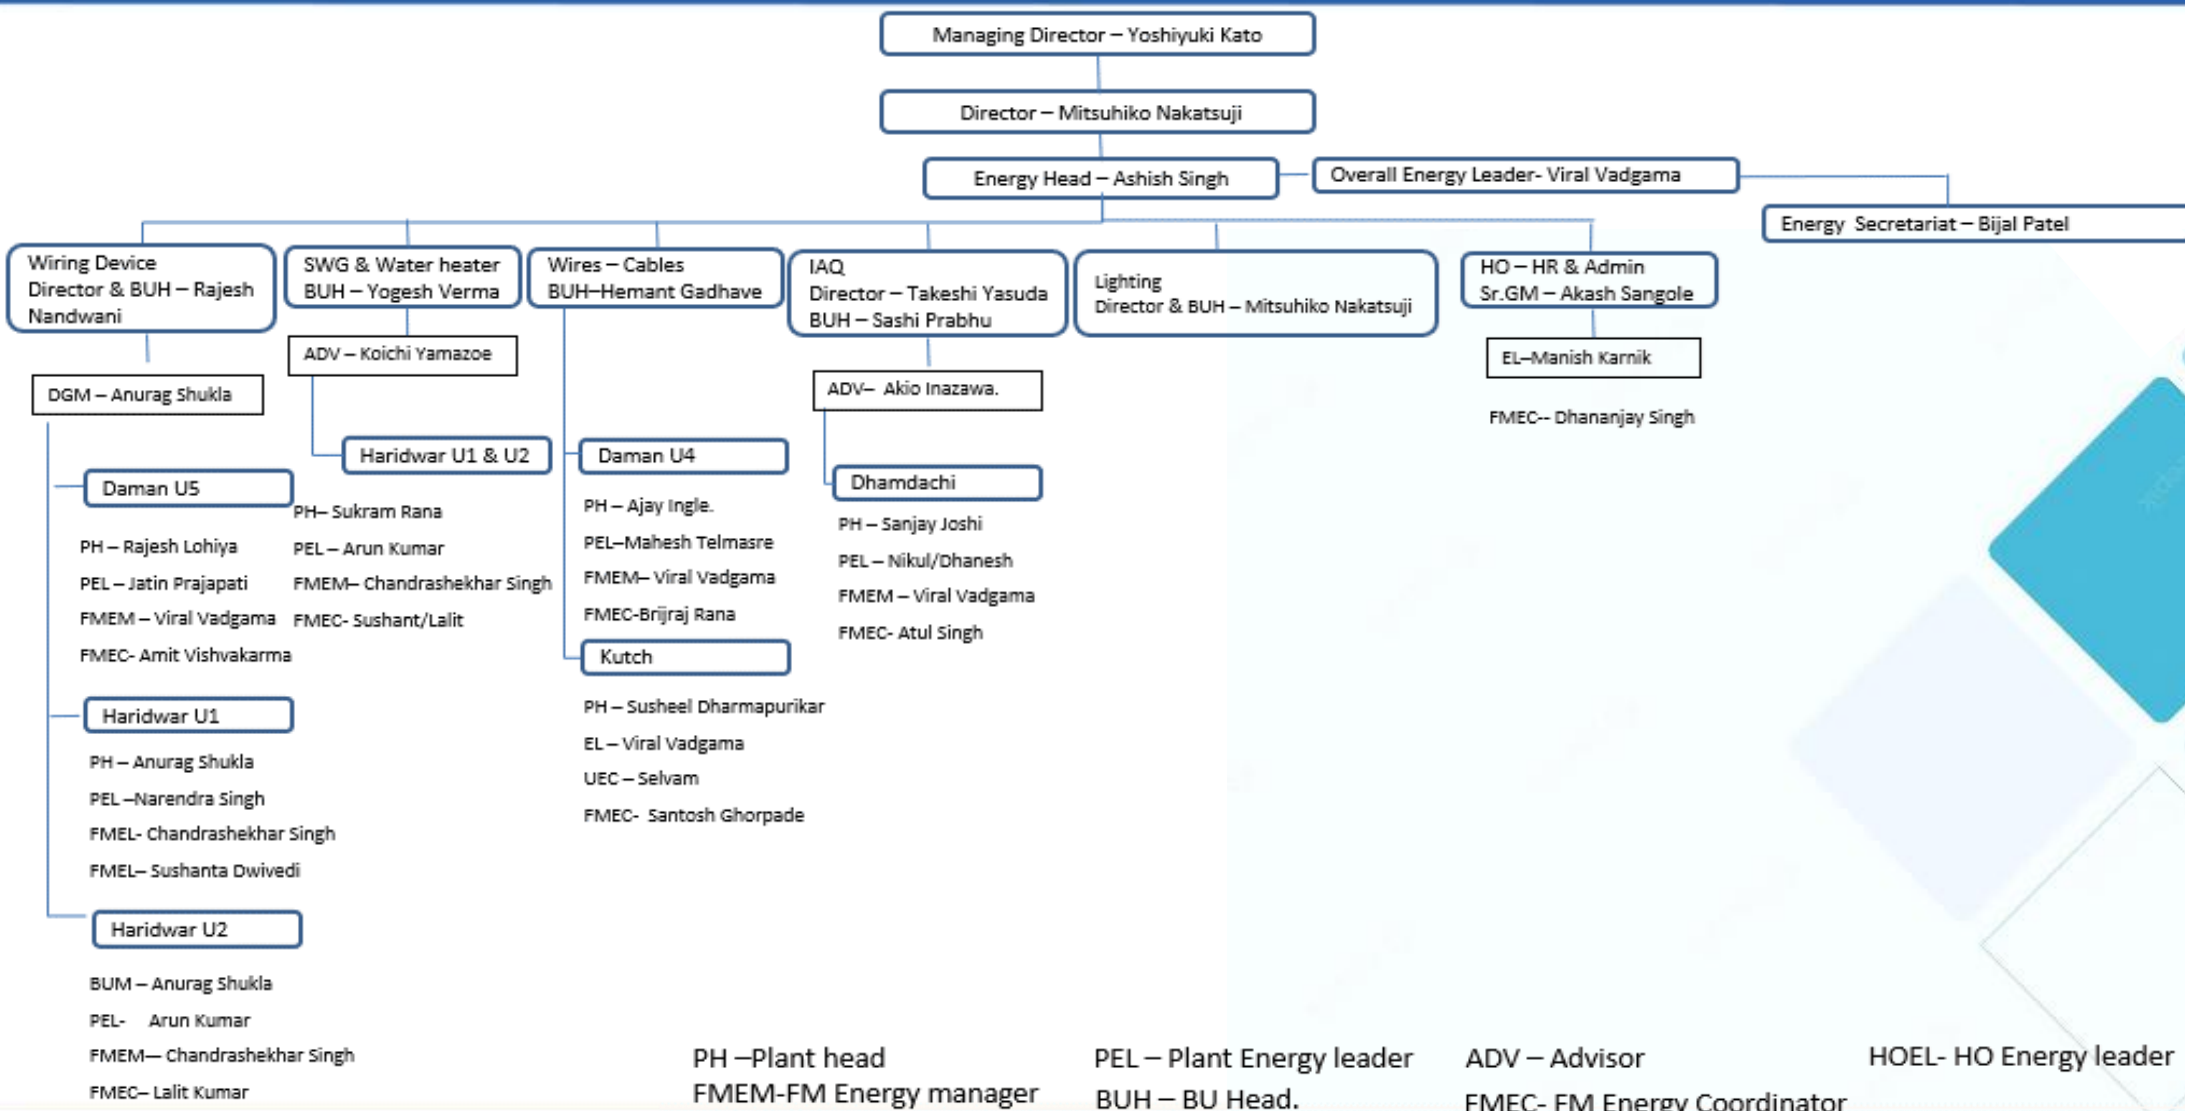 Managing Director – Yoshiyuki Kato
Director – Mitsuhiko Nakatsuji
Energy Head – Ashish Singh
Overall Energy Leader- Viral Vadgama
Energy Secretariat – Bijal Patel
Wiring Device
Director & BUH – Rajesh
Nandwani
DGM – Anurag Shukla
Daman U5
PH – Rajesh Lohiya
PEL – Jatin Prajapati
FMEM – Viral Vadgama
FMEC- Amit Vishvakarma
Haridwar U1
PH – Anurag Shukla
PEL –Narendra Singh
FMEL- Chandrashekhar Singh
FMEL– Sushanta Dwivedi
Haridwar U2
BUM – Anurag Shukla
PEL- Arun Kumar
FMEM— Chandrashekhar Singh
FMEC– Lalit Kumar
SWG & Water heater
BUH – Yogesh Verma
ADV – Koichi Yamazoe
Haridwar U1 & U2
PH– Sukram Rana
PEL – Arun Kumar
FMEM– Chandrashekhar Singh
FMEC- Sushant/Lalit
Wires – Cables
BUH–Hemant Gadhave
Daman U4
PH – Ajay Ingle.
PEL–Mahesh Telmasre
FMEM– Viral Vadgama
FMEC-Brijraj Rana
Kutch
PH – Susheel Dharmapurikar
EL – Viral Vadgama
UEC – Selvam
FMEC- Santosh Ghorpade
IAQ
Director – Takeshi Yasuda
BUH – Sashi Prabhu
ADV– Akio Inazawa.
Dhamdachi
PH – Sanjay Joshi
PEL – Nikul/Dhanesh
FMEM – Viral Vadgama
FMEC- Atul Singh
Lighting
Director & BUH – Mitsuhiko Nakatsuji
HO – HR & Admin
Sr.GM – Akash Sangole
EL–Manish Karnik
FMEC-- Dhananjay Singh
PH –Plant head
PEL – Plant Energy leader
ADV – Advisor
HOEL- HO Energy leader
FMEM-FM Energy manager
BUH – BU Head.
FMEC- FM Energy Coordinator